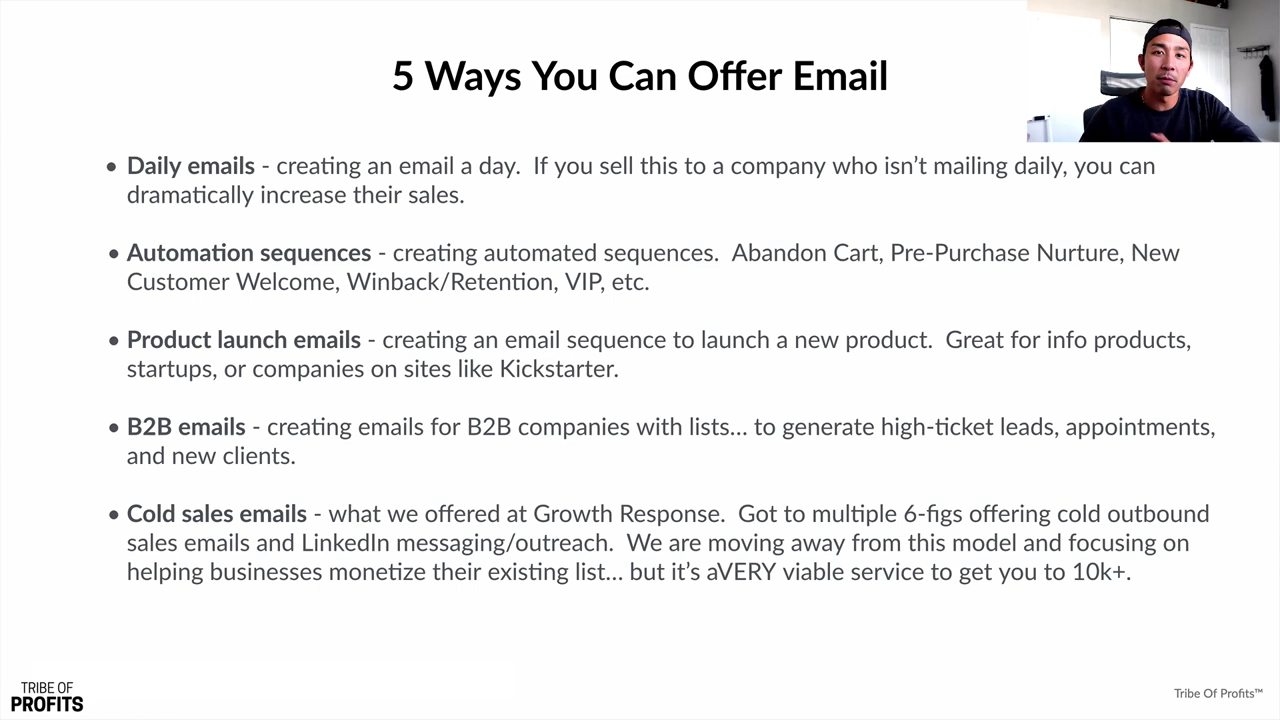 5 Ways You Can Offer Email
• Daily emails - creating an email a day.  If you sell this to a company who isn’t mailing daily, you can
dramatically increase their sales.
• Automation sequences - creating automated sequences.  Abandon Cart, Pre-Purchase Nurture, New
Customer Welcome, Winback/Retention, VIP, etc.
• Product launch emails - creating an email sequence to launch a new product.  Great for info products,
startups, or companies on sites like Kickstarter.
• B2B emails - creating emails for B2B companies with lists... to generate high-ticket leads, appointments,
and new clients.
• Cold sales emails - what we offered at Growth Response.  Got to multiple 6-figs offering cold outbound
sales emails and LinkedIn messaging/outreach.  We are moving away from this model and focusing on
helping businesses monetize their existing list... but it’s aVERY viable service to get you to 10k+.
TRIBE OF
PROFITS
Tribe Of Profits™